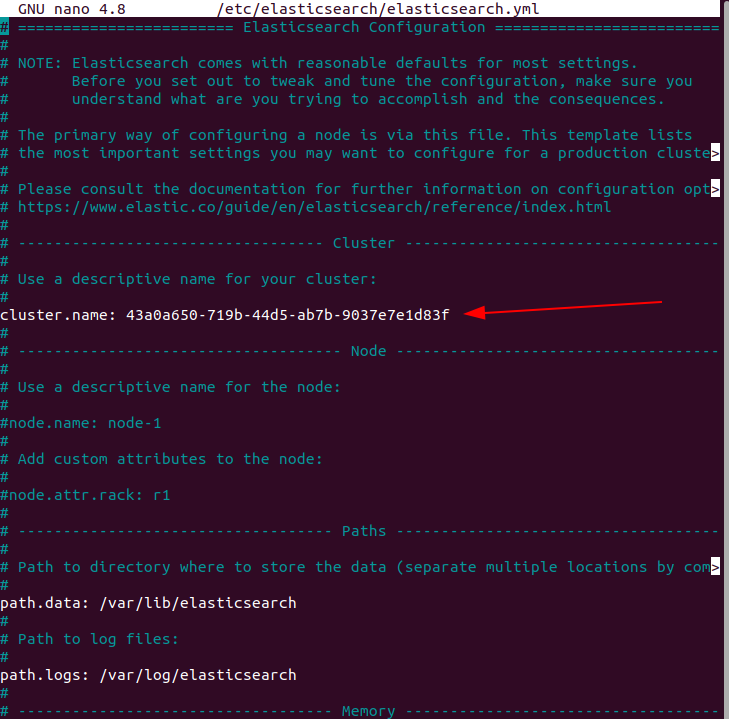 GNU nano 4.8 /etc/elasticsearch/elasticsearch.yml
# ======================== Elasticsearch Configuration =========================
#
# NOTE: Elasticsearch comes with reasonable defaults for most settings.
#       Before you set out to tweak and tune the configuration, make sure you
#       understand what are you trying to accomplish and the consequences.
#
# The primary way of configuring a node is via this file. This template lists
# the most important settings you may want to configure for a production cluste>
#
# Please consult the documentation for further information on configuration opt>
# https://www.elastic.co/guide/en/elasticsearch/reference/index.html
#
# ---------------------------------- Cluster -----------------------------------
#
# Use a descriptive name for your cluster:
#
cluster.name: 43a0a650-719b-44d5-ab7b-9037e7e1d83f
#
# ------------------------------------ Node ------------------------------------
#
# Use a descriptive name for the node:
#
#node.name: node-1
#
# Add custom attributes to the node:
#
#node.attr.rack: r1
#
# ----------------------------------- Paths ------------------------------------
#
# Path to directory where to store the data (separate multiple locations by com>
#
path.data: /var/lib/elasticsearch
#
# Path to log files:
#
path.logs: /var/log/elasticsearch
#
# ----------------------------------- Memory -----------------------------------